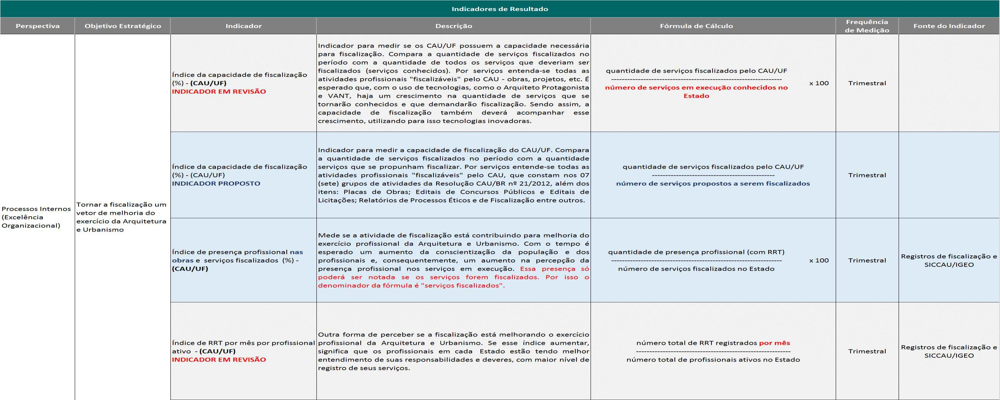 Indicadores de Resultado
Perspectiva
Objetivo Estratégico
Indicador
Descrição
Fórmula de Cálculo
Frequência
de Medição
Fonte do Indicador
Processos Internos
(Excelência
Organizacional)
Tornar a fiscalização um
vetor de melhoria do
exercício da Arquitetura
e Urbanismo
Índice da capacidade de fiscalização
(%) - (CAU/UF)
INDICADOR EM REVISÃO
Indicador para medir se os CAU/UF possuem a capacidade necessária
para fiscalização. Compara a quantidade de serviços fiscalizados no
período com a quantidade de todos os serviços que deveriam ser
fiscalizados (serviços conhecidos). Por serviços entenda-se todas as
atividades profissionais "fiscalizáveis" pelo CAU - obras, projetos, etc. É
esperado que, com o uso de tecnologias, como o Arquiteto Protagonista
e VANT, haja um crescimento na quantidade de serviços que se
tornarão conhecidos e que demandarão fiscalização. Sendo assim, a
capacidade de fiscalização também deverá acompanhar esse
crescimento, utilizando para isso tecnologias inovadoras.
quantidade de serviços fiscalizados pelo CAU/UF
----------------------------------------------------------------
x 100
número de serviços em execução conhecidos no
Estado
Trimestral
Índice da capacidade de fiscalização
(%) - (CAU/UF)
INDICADOR PROPOSTO
Indicador para medir a capacidade de fiscalização do CAU/UF. Compara
a quantidade de serviços fiscalizados no período com a quantidade
serviços que se propunham fiscalizar. Por serviços entende-se todas as
atividades profissionais "fiscalizáveis" pelo CAU, que constam nos 07
(sete) grupos de atividades da Resolução CAU/BR nº 21/2012, além dos
itens: Placas de Obras; Editais de Concursos Públicos e Editais de
Licitações; Relatórios de Processos Éticos e de Fiscalização entre outros.
quantidade de serviços fiscalizados pelo CAU/UF
----------------------------------------------
número de serviços propostos a serem fiscalizados
Trimestral
Índice de presença profissional nas
obras e serviços fiscalizados (%) -
(CAU/UF)
Mede se a atividade de fiscalização está contribuindo para melhoria do
exercício profissional da Arquitetura e Urbanismo. Com o tempo é
esperado um aumento da conscientização da população e dos
profissionais e, consequentemente, um aumento na percepção da
presença profissional nos serviços em execução. Essa presença só
poderá ser notada se os serviços forem fiscalizados. Por isso o
denominador da fórmula é "serviços fiscalizados".
quantidade de presença profissional (com RRT)
----------------------------------------------------------------
x 100
número de serviços fiscalizados no Estado
Trimestral
Registros de fiscalização e
SICCAU/IGEO
Índice de RRT por mês por profissional
ativo - (CAU/UF)
INDICADOR EM REVISÃO
Outra forma de perceber se a fiscalização está melhorando o exercício
profissional da Arquitetura e Urbanismo. Se esse índice aumentar,
significa que os profissionais em cada Estado estão tendo melhor
entendimento de suas responsabilidades e deveres, com maior nível de
registro de seus serviços.
número total de RRT registrados por mês
----------------------------------------------------------
número total de profissionais ativos no Estado
Trimestral
Registros de fiscalização e
SICCAU/IGEO